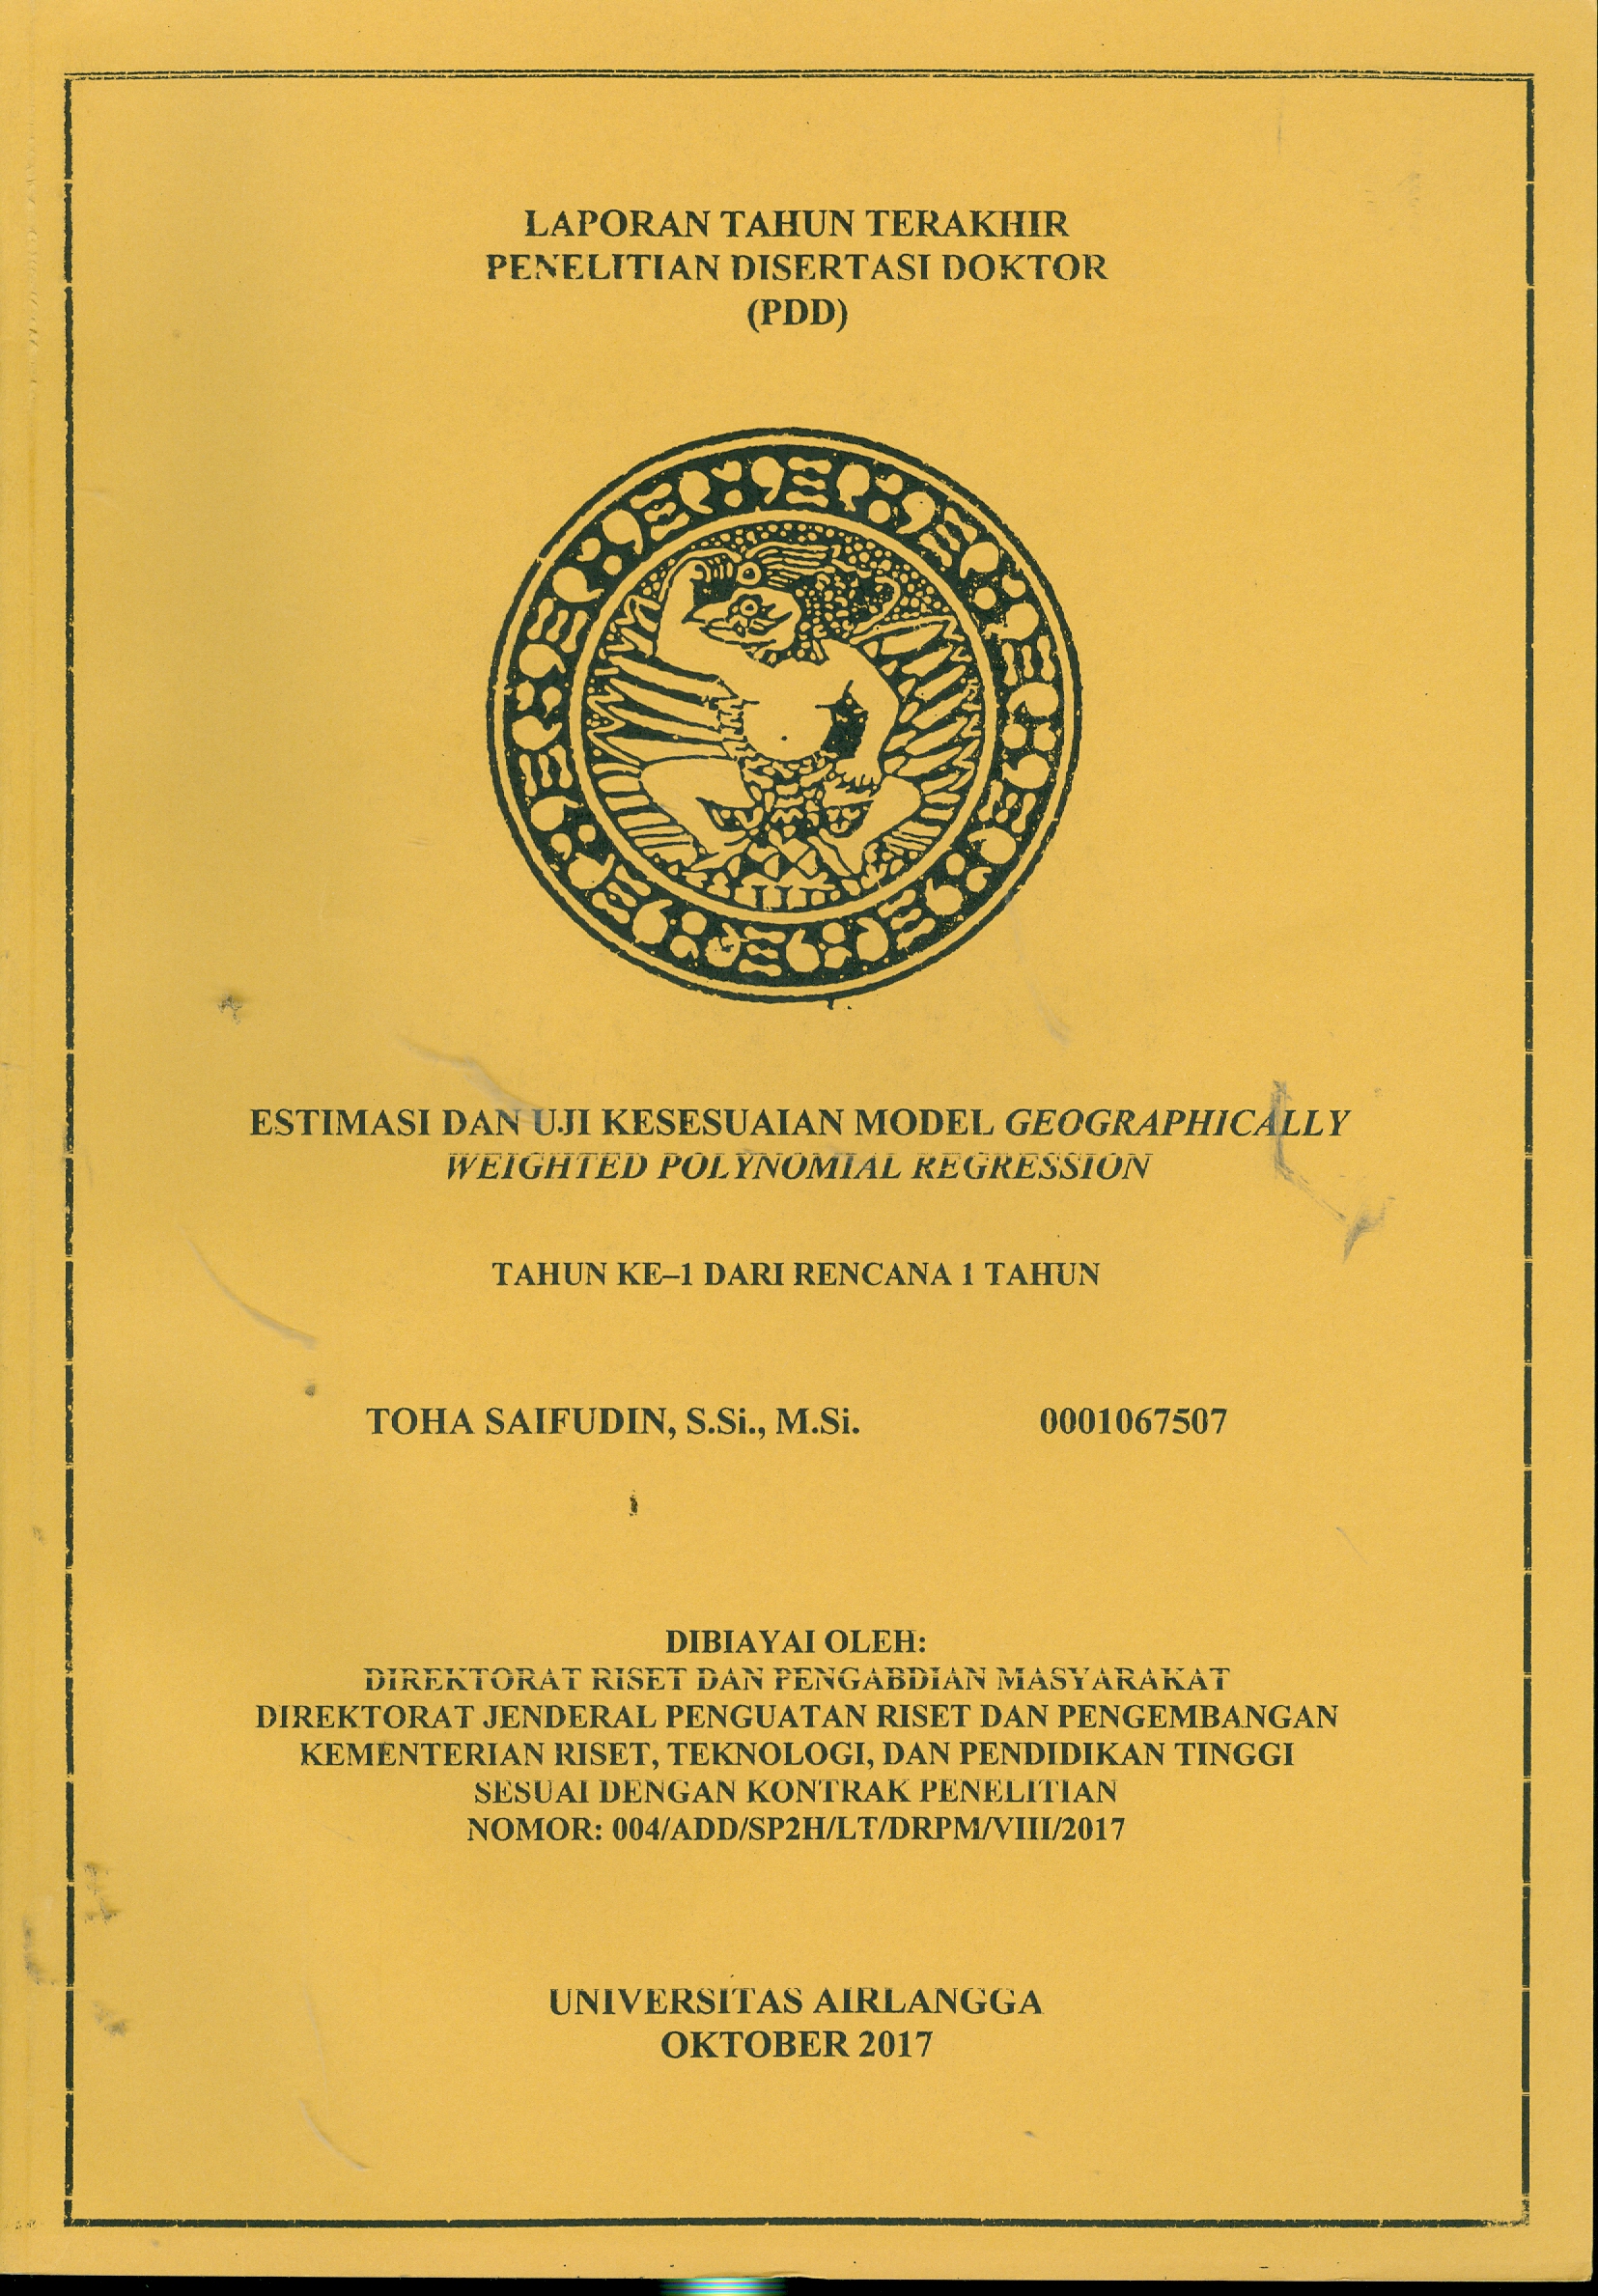 LAPORAN TAHUN TERAKHIR
PENELITIAN DISERTASI DOKTOR
(PDD)
ESTIMASI DAN UJI KESESUAIAN MODEL GEOGRAPHICALLY
WEIGHTED POLYNOMIAL REGRESSION
TAHUN KE–1 DARI RENCANA 1 TAHUN
TOHA SAIFUDIN, S.Si., M.Si. 0001067507
DIBIAYAI OLEH:
DIREKTORAT RISET DAN PENGABDIAN MASYARAKAT
DIREKTORAT JENDERAL PENGUATAN RISET DAN PENGEMBANGAN
KEMENTERIAN RISET, TEKNOLOGI, DAN PENDIDIKAN TINGGI
SESUAI DENGAN KONTRAK PENELITIAN
NOMOR: 004/ADD/SP2H/LT/DRPM/VIII/2017
UNIVERSITAS AIRLANGGA
OKTOBER 2017